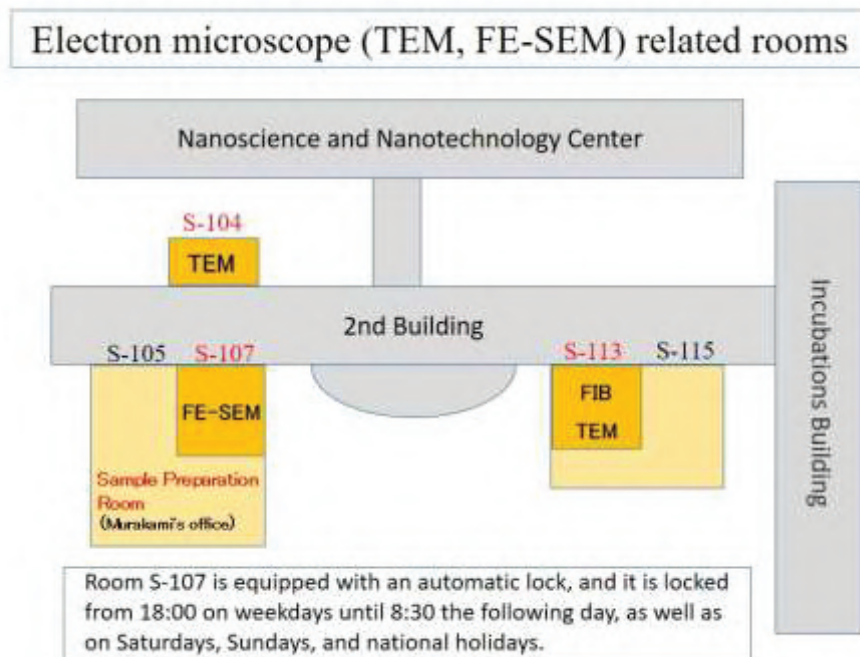 Electron microscope (TEM, FE-SEM) related rooms
Nanoscience and Nanotechnology Center
S-104
TEM
2nd Building
Incubations Building
S-105
S-107
S-113
S-115
FE-SEM
FIB
TEM
Sample Preparation
Room
(Murakami's office)
Room S-107 is equipped with an automatic lock, and it is locked
from 18:00 on weekdays until 8:30 the following day, as well as
on Saturdays, Sundays, and national holidays.